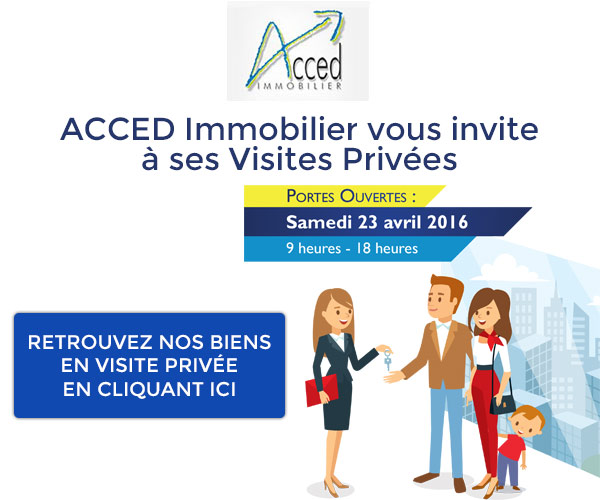 Acced
IMMOBILIER
ACCED Immobilier vous invite
à ses Visites Privées
PORTES OUVERTES :
Samedi 23 avril 2016
9 heures - 18 heures
RETROUVEZ NOS BIENS
EN VISITE PRIVÉE
EN CLIQUANT ICI